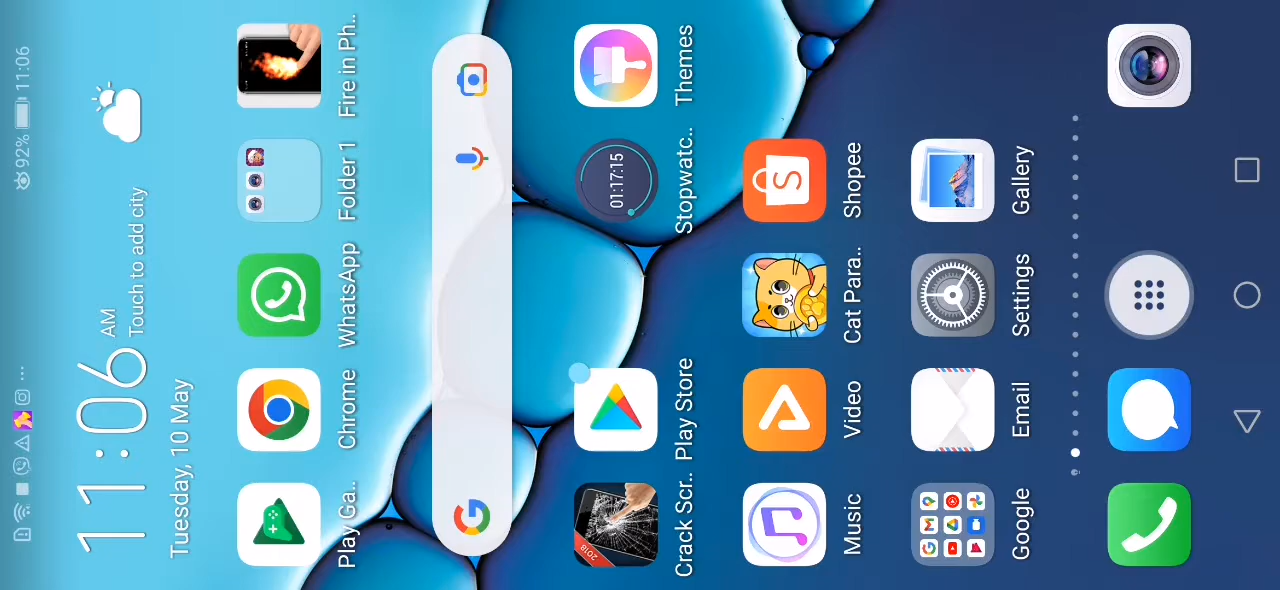 92% 11:06
11:06 AM
Touch to add city
Tuesday, 10 May
Play Ga..
Chrome
WhatsApp
Folder 1
Fire in Ph..
2018
Crack Scr..
Play Store
01:17:15
Stopwatc..
Themes
Music
Video
Cat Para..
Shopee
Google
Email
Settings
Gallery